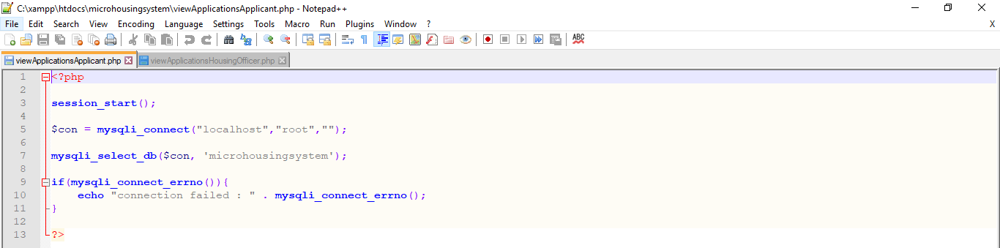 C:\xampp\htdocs\microhousingsystem\viewApplicationsApplicant.php - Notepad++
File Edit Search View Encoding Language Settings Tools Macro Run Plugins Window ? X
ABC
viewApplicationsApplicant.php viewApplicationsHousingOfficer.php
1 <?php
2
3 session_start();
4
5 $con = mysqli_connect("localhost","root","");
6
7 mysqli_select_db($con, 'microhousingsystem');
8
9 if(mysqli_connect_errno()){
10 echo "connection failed : " . mysqli_connect_errno();
11 }
12
13 ?>